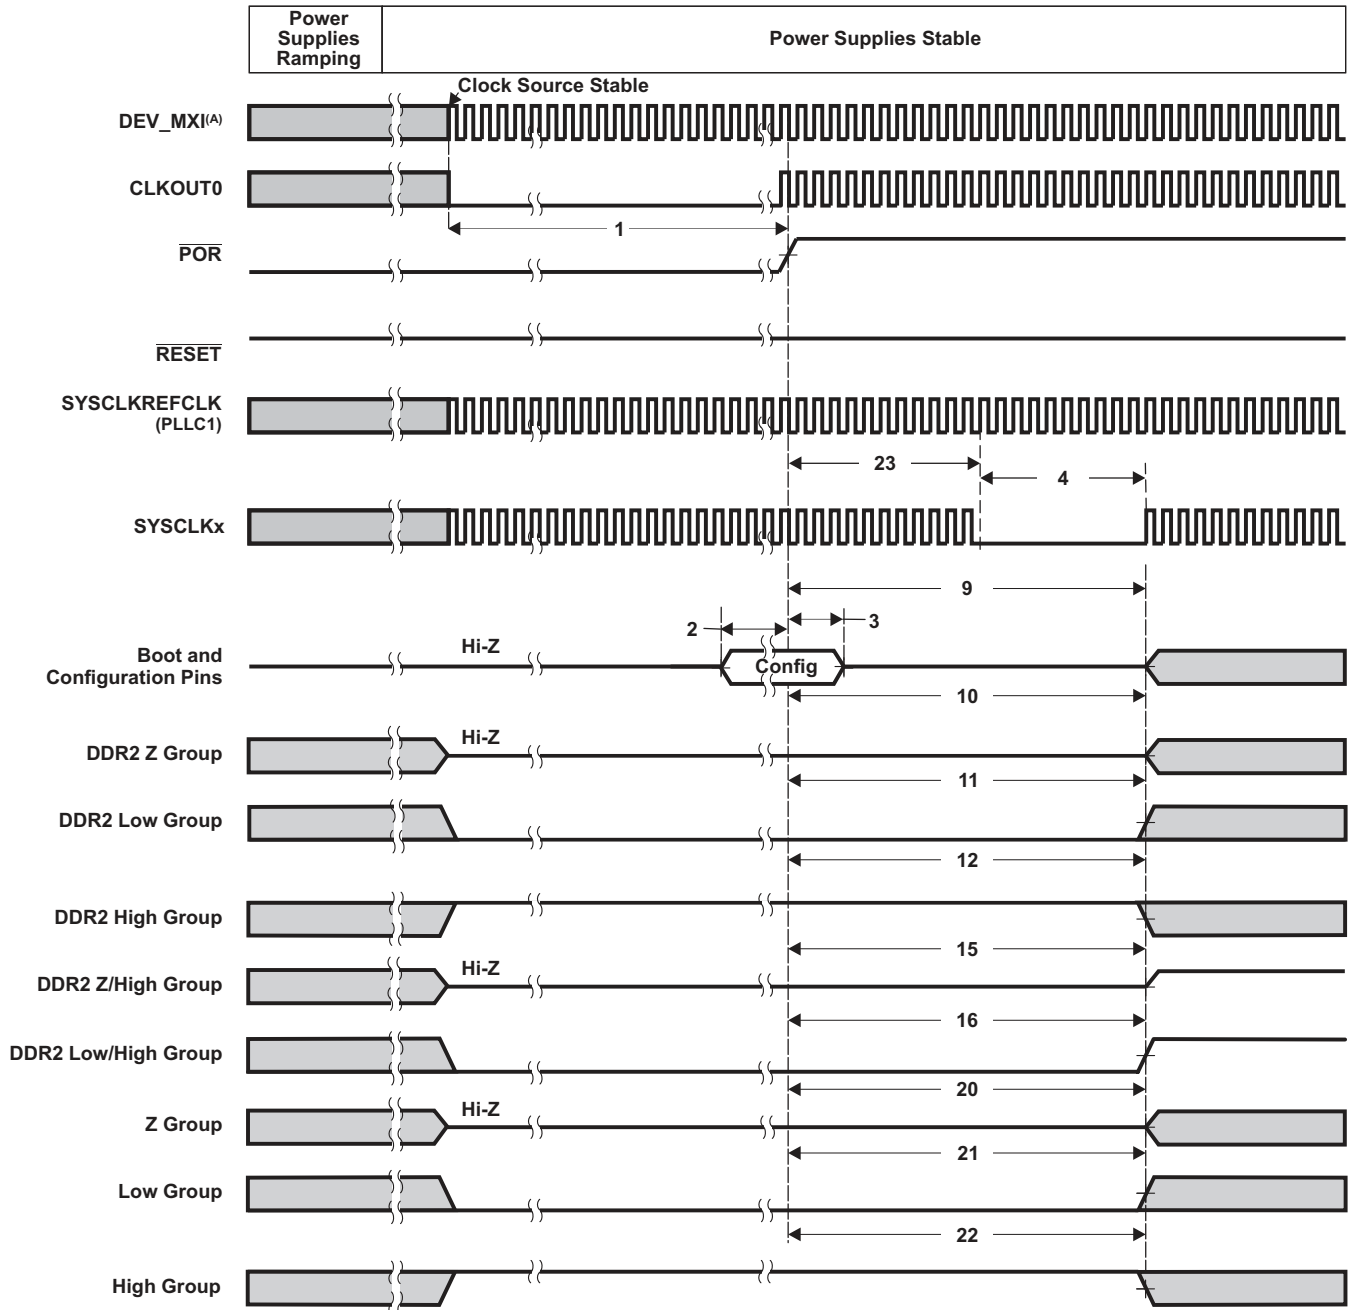 Power
Supplies
Ramping
Power Supplies Stable
Clock Source Stable
DEV_MXI(A)
CLKOUT0
1
POR
RESET
SYSCLKREFCLK
(PLLC1)
23
4
SYSCLKx
9
2
3
Hi-Z
Boot and
Configuration Pins
Config
10
Hi-Z
DDR2 Z Group
11
DDR2 Low Group
12
DDR2 High Group
15
Hi-Z
DDR2 Z/High Group
16
DDR2 Low/High Group
20
Hi-Z
Z Group
21
Low Group
22
High Group